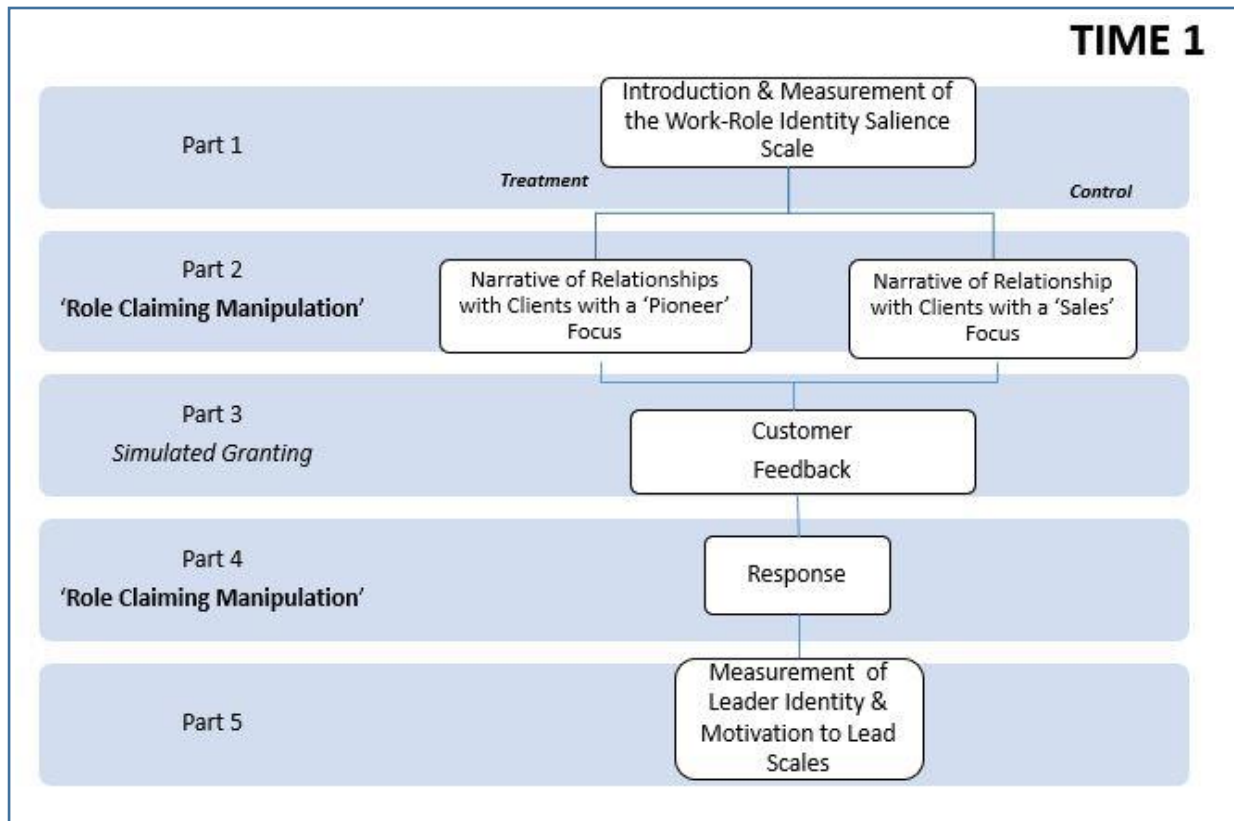 TIME 1
Part 1
Introduction & Measurement of
the Work-Role Identity Salience
Scale
Treatment
Control
Part 2
‘Role Claiming Manipulation’
Narrative of Relationships
with Clients with a ‘Pioneer’
Focus
Narrative of Relationship
with Clients with a ‘Sales’
Focus
Part 3
Simulated Granting
Customer
Feedback
Part 4
‘Role Claiming Manipulation’
Response
Part 5
Measurement of
Leader Identity &
Motivation to Lead
Scales